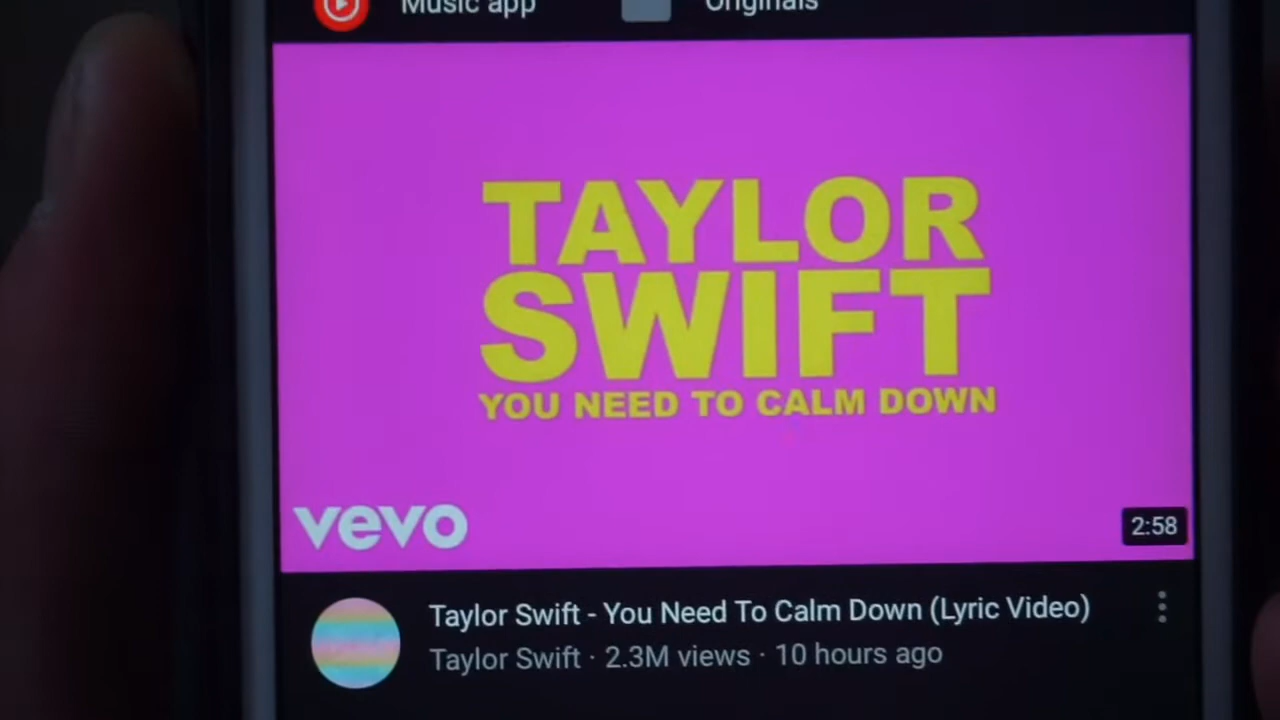 Music app
Originals
TAYLOR
SWIFT
YOU NEED TO CALM DOWN
vevo
2:58
Taylor Swift - You Need To Calm Down (Lyric Video)
Taylor Swift · 2.3M views · 10 hours ago